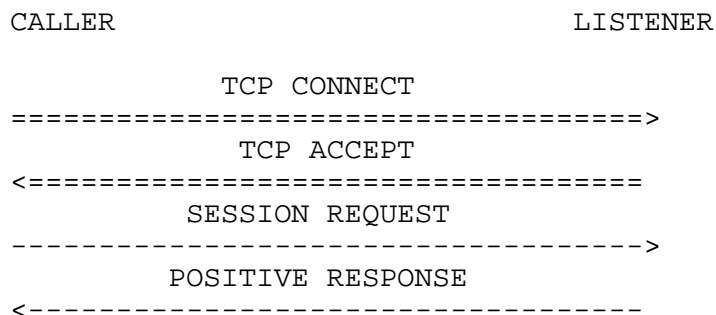 CALLER LISTENER
TCP CONNECT
====================================>
TCP ACCEPT
<===================================
SESSION REQUEST
------------------------------------>
POSITIVE RESPONSE
<-----------------------------------